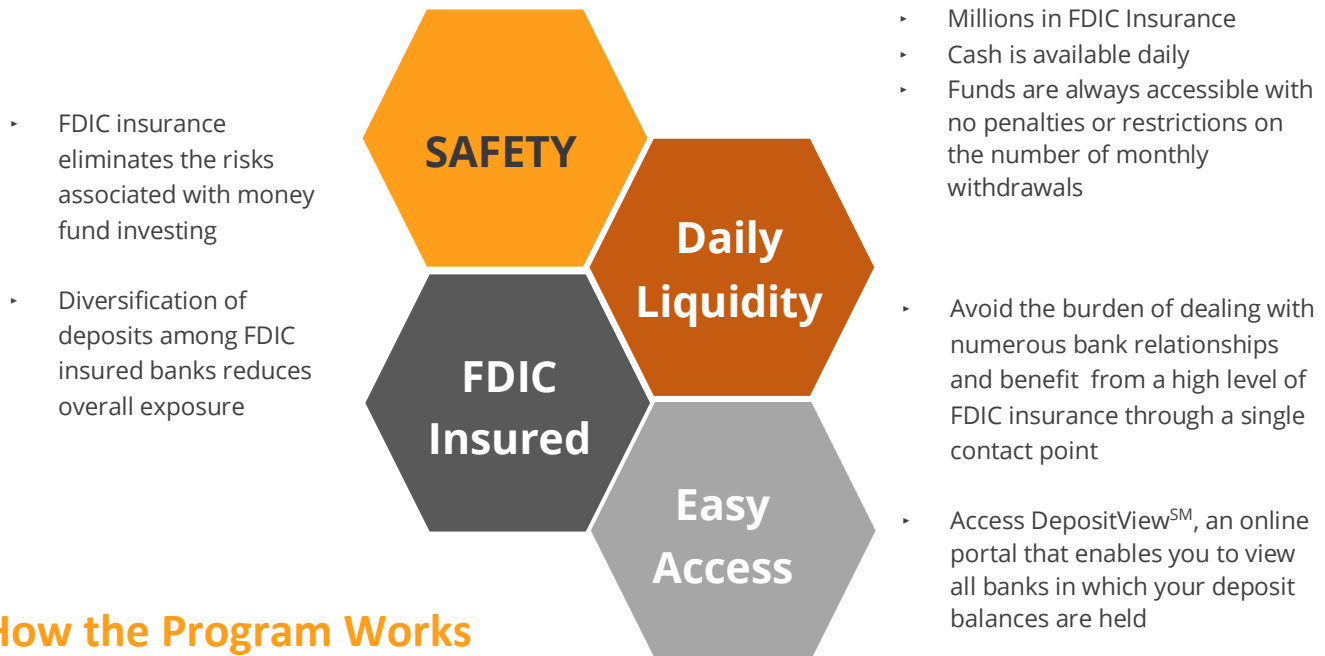 ‣ FDIC insurance
eliminates the risks
associated with money
fund investing
‣ Diversification of
deposits among FDIC
insured banks reduces
overall exposure
SAFETY
Daily
Liquidity
FDIC
Insured
Easy
Access
‣ Millions in FDIC Insurance
‣ Cash is available daily
‣ Funds are always accessible with
no penalties or restrictions on
the number of monthly
withdrawals
‣ Avoid the burden of dealing with
numerous bank relationships
and benefit from a high level of
FDIC insurance through a single
contact point
‣ Access DepositViewSM, an online
portal that enables you to view
all banks in which your deposit
balances are held
How the Program Works